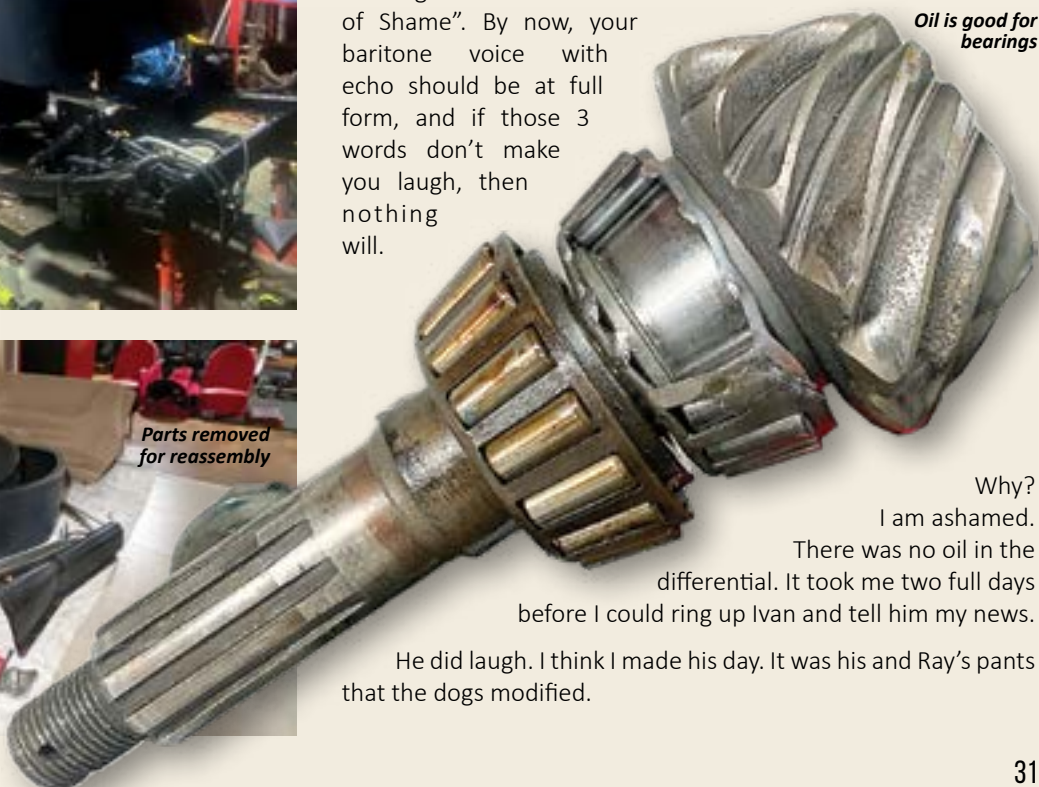 of Shame”. By now, your
baritone voice with
echo should be at full
form, and if those 3
words don’t make
you laugh, then
nothing
will.
Oil is good for
bearings
Parts removed
for reassembly
Why?
I am ashamed.
There was no oil in the
differential. It took me two full days
before I could ring up Ivan and tell him my news.
He did laugh. I think I made his day. It was his and Ray’s pants
that the dogs modified.
31